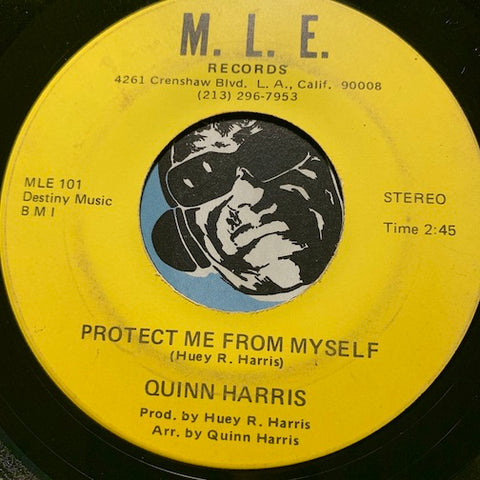 M. L. E.
RECORDS
4261 Crenshaw Blvd. L. A., Calif. 90008
(213) 296-7953
MLE 101
Destiny Music
B M I
STEREO
Time 2:45
PROTECT ME FROM MYSELF
(Huey R. Harris)
QUINN HARRIS
Prod. by Huey R. Harris
Arr. by Quinn Harris